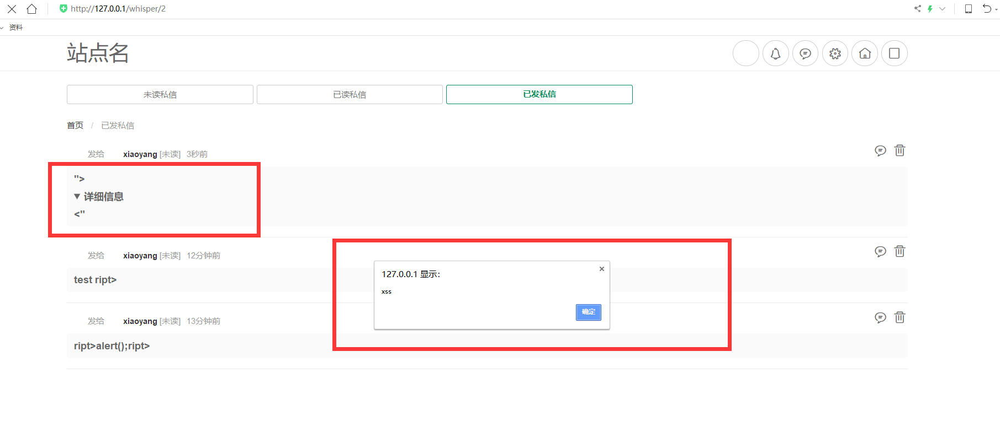 http://127.0.0.1/whisper/2
资料
站点名
未读私信 已读私信 已发私信
首页 / 已发私信
发给 xiaoyang [未读] 3秒前
">
▼ 详细信息
<"
发给 xiaoyang [未读] 12分钟前
test ript>
127.0.0.1 显示:
xss
确定
发给 xiaoyang [未读] 13分钟前
ript>alert();ript>